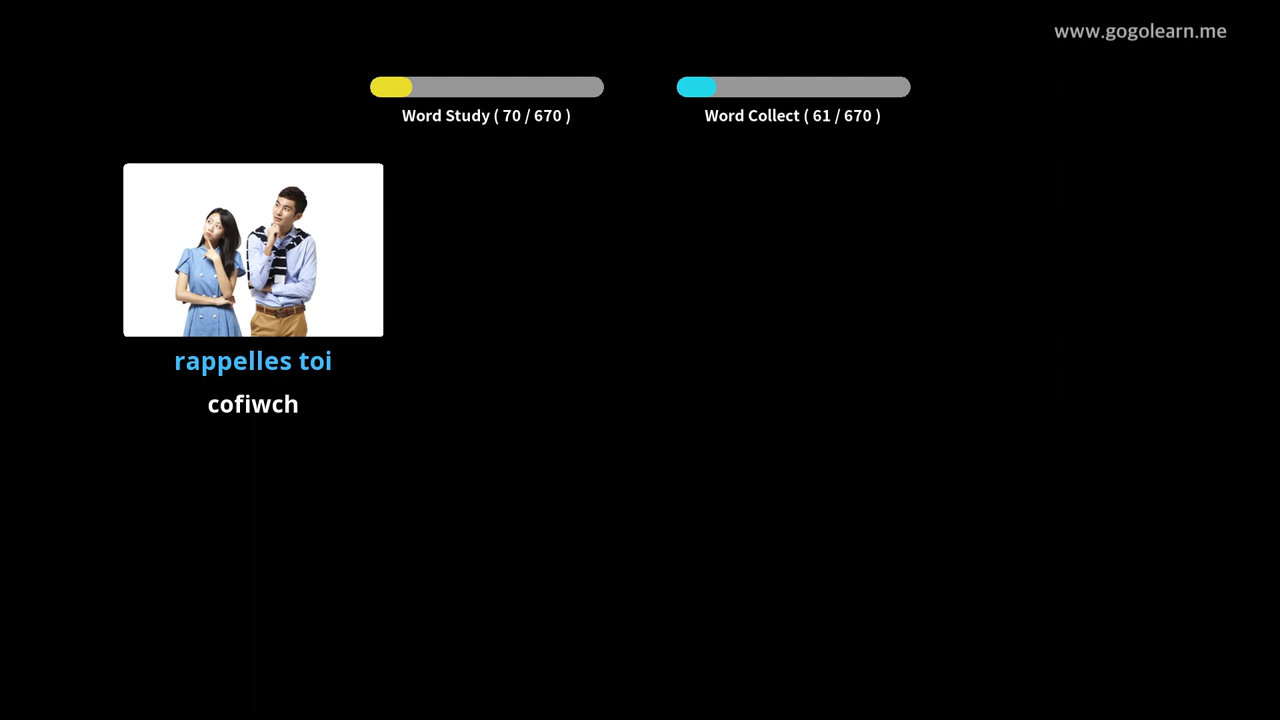 www.gogolearn.me
Word Study ( 70 / 670 )
Word Collect ( 61 / 670 )
rappelles toi
cofiwch